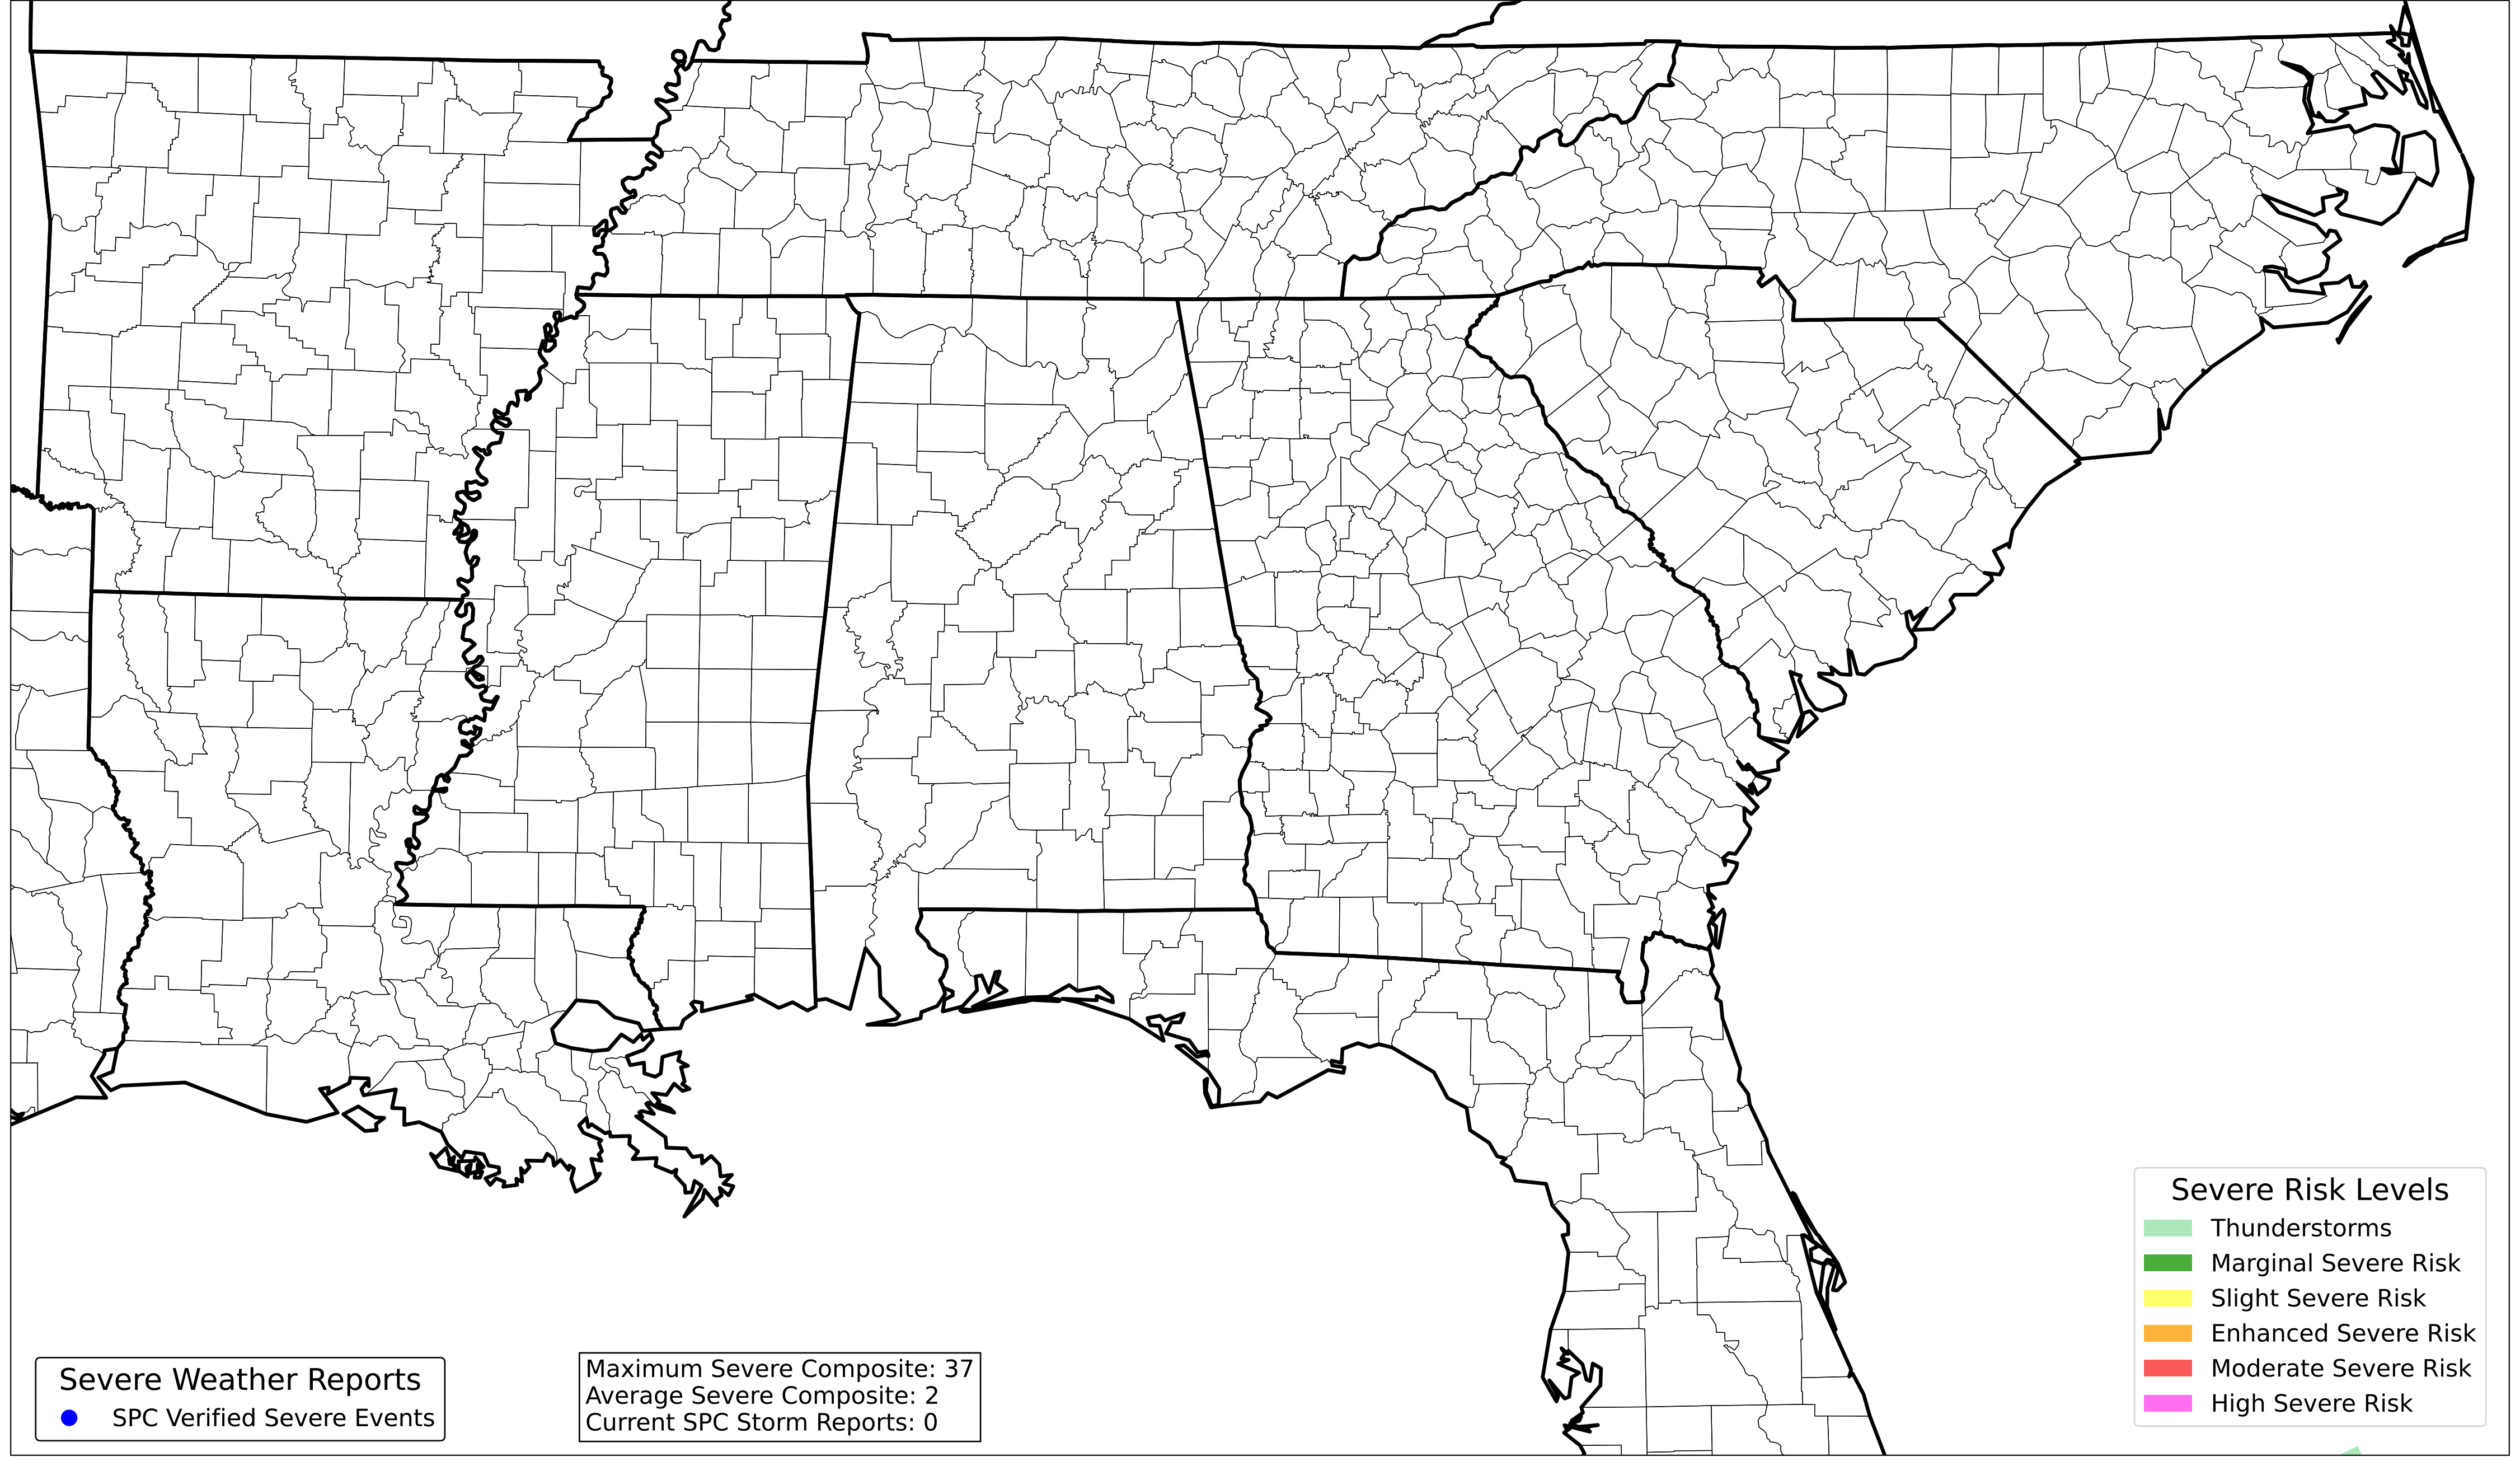 Severe Risk Levels
Thunderstorms
Marginal Severe Risk
Slight Severe Risk
Enhanced Severe Risk
Moderate Severe Risk
High Severe Risk
Severe Weather Reports
SPC Verified Severe Events
Maximum Severe Composite: 37
Average Severe Composite: 2
Current SPC Storm Reports: 0